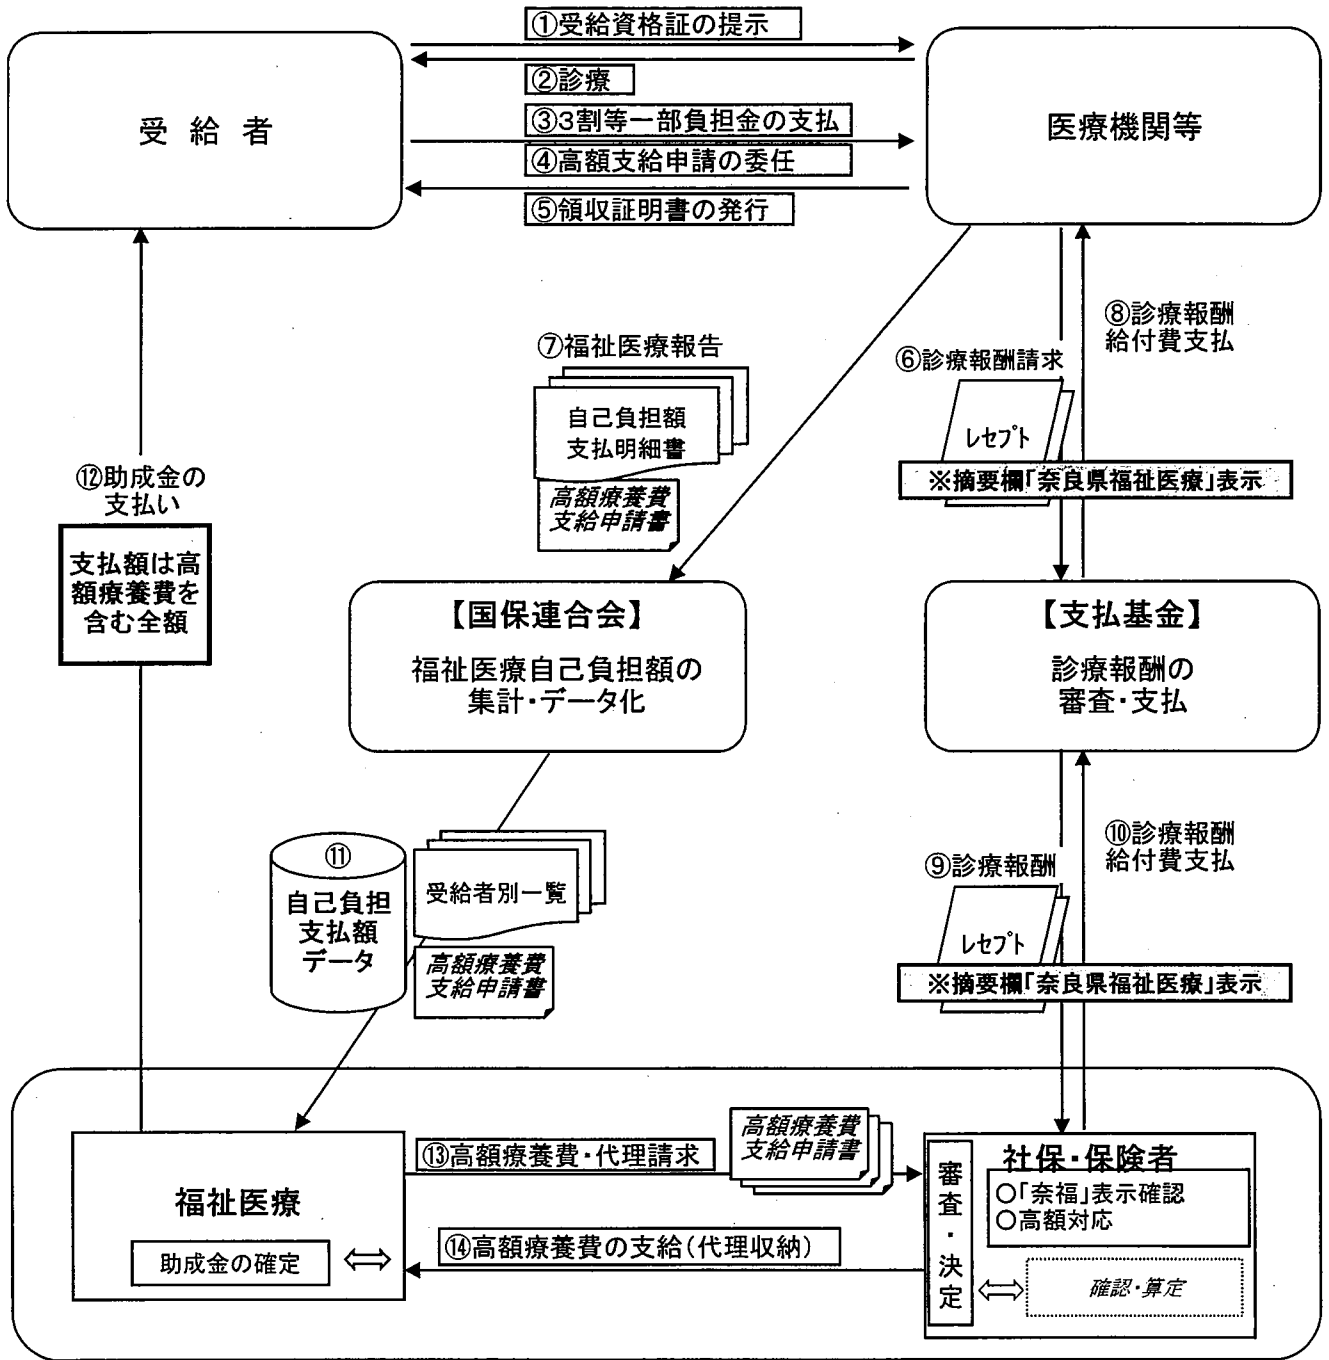 ①受給資格証の提示
受 給 者
②診療
③3割等一部負担金の支払
④高額支給申請の委任
⑤領収証明書の発行
医療機関等
⑧診療報酬
給付費支払
⑦福祉医療報告
自己負担額
支払明細書
高額療養費
支給申請書
⑥診療報酬請求
レセプト
※摘要欄「奈良県福祉医療」表示
⑫助成金の
支払い
支払額は高
額療養費を
含む全額
【国保連合会】
福祉医療自己負担額の
集計・データ化
【支払基金】
診療報酬の
審査・支払
⑪
自己負担
支払額
データ
受給者別一覧
高額療養費
支給申請書
⑨診療報酬
レセプト
※摘要欄「奈良県福祉医療」表示
⑩診療報酬
給付費支払
福祉医療
助成金の確定
⑬高額療養費・代理請求
高額療養費
支給申請書
⑭高額療養費の支給(代理収納)
審査・決定
社保・保険者
○「奈福」表示確認
○高額対応
確認・算定